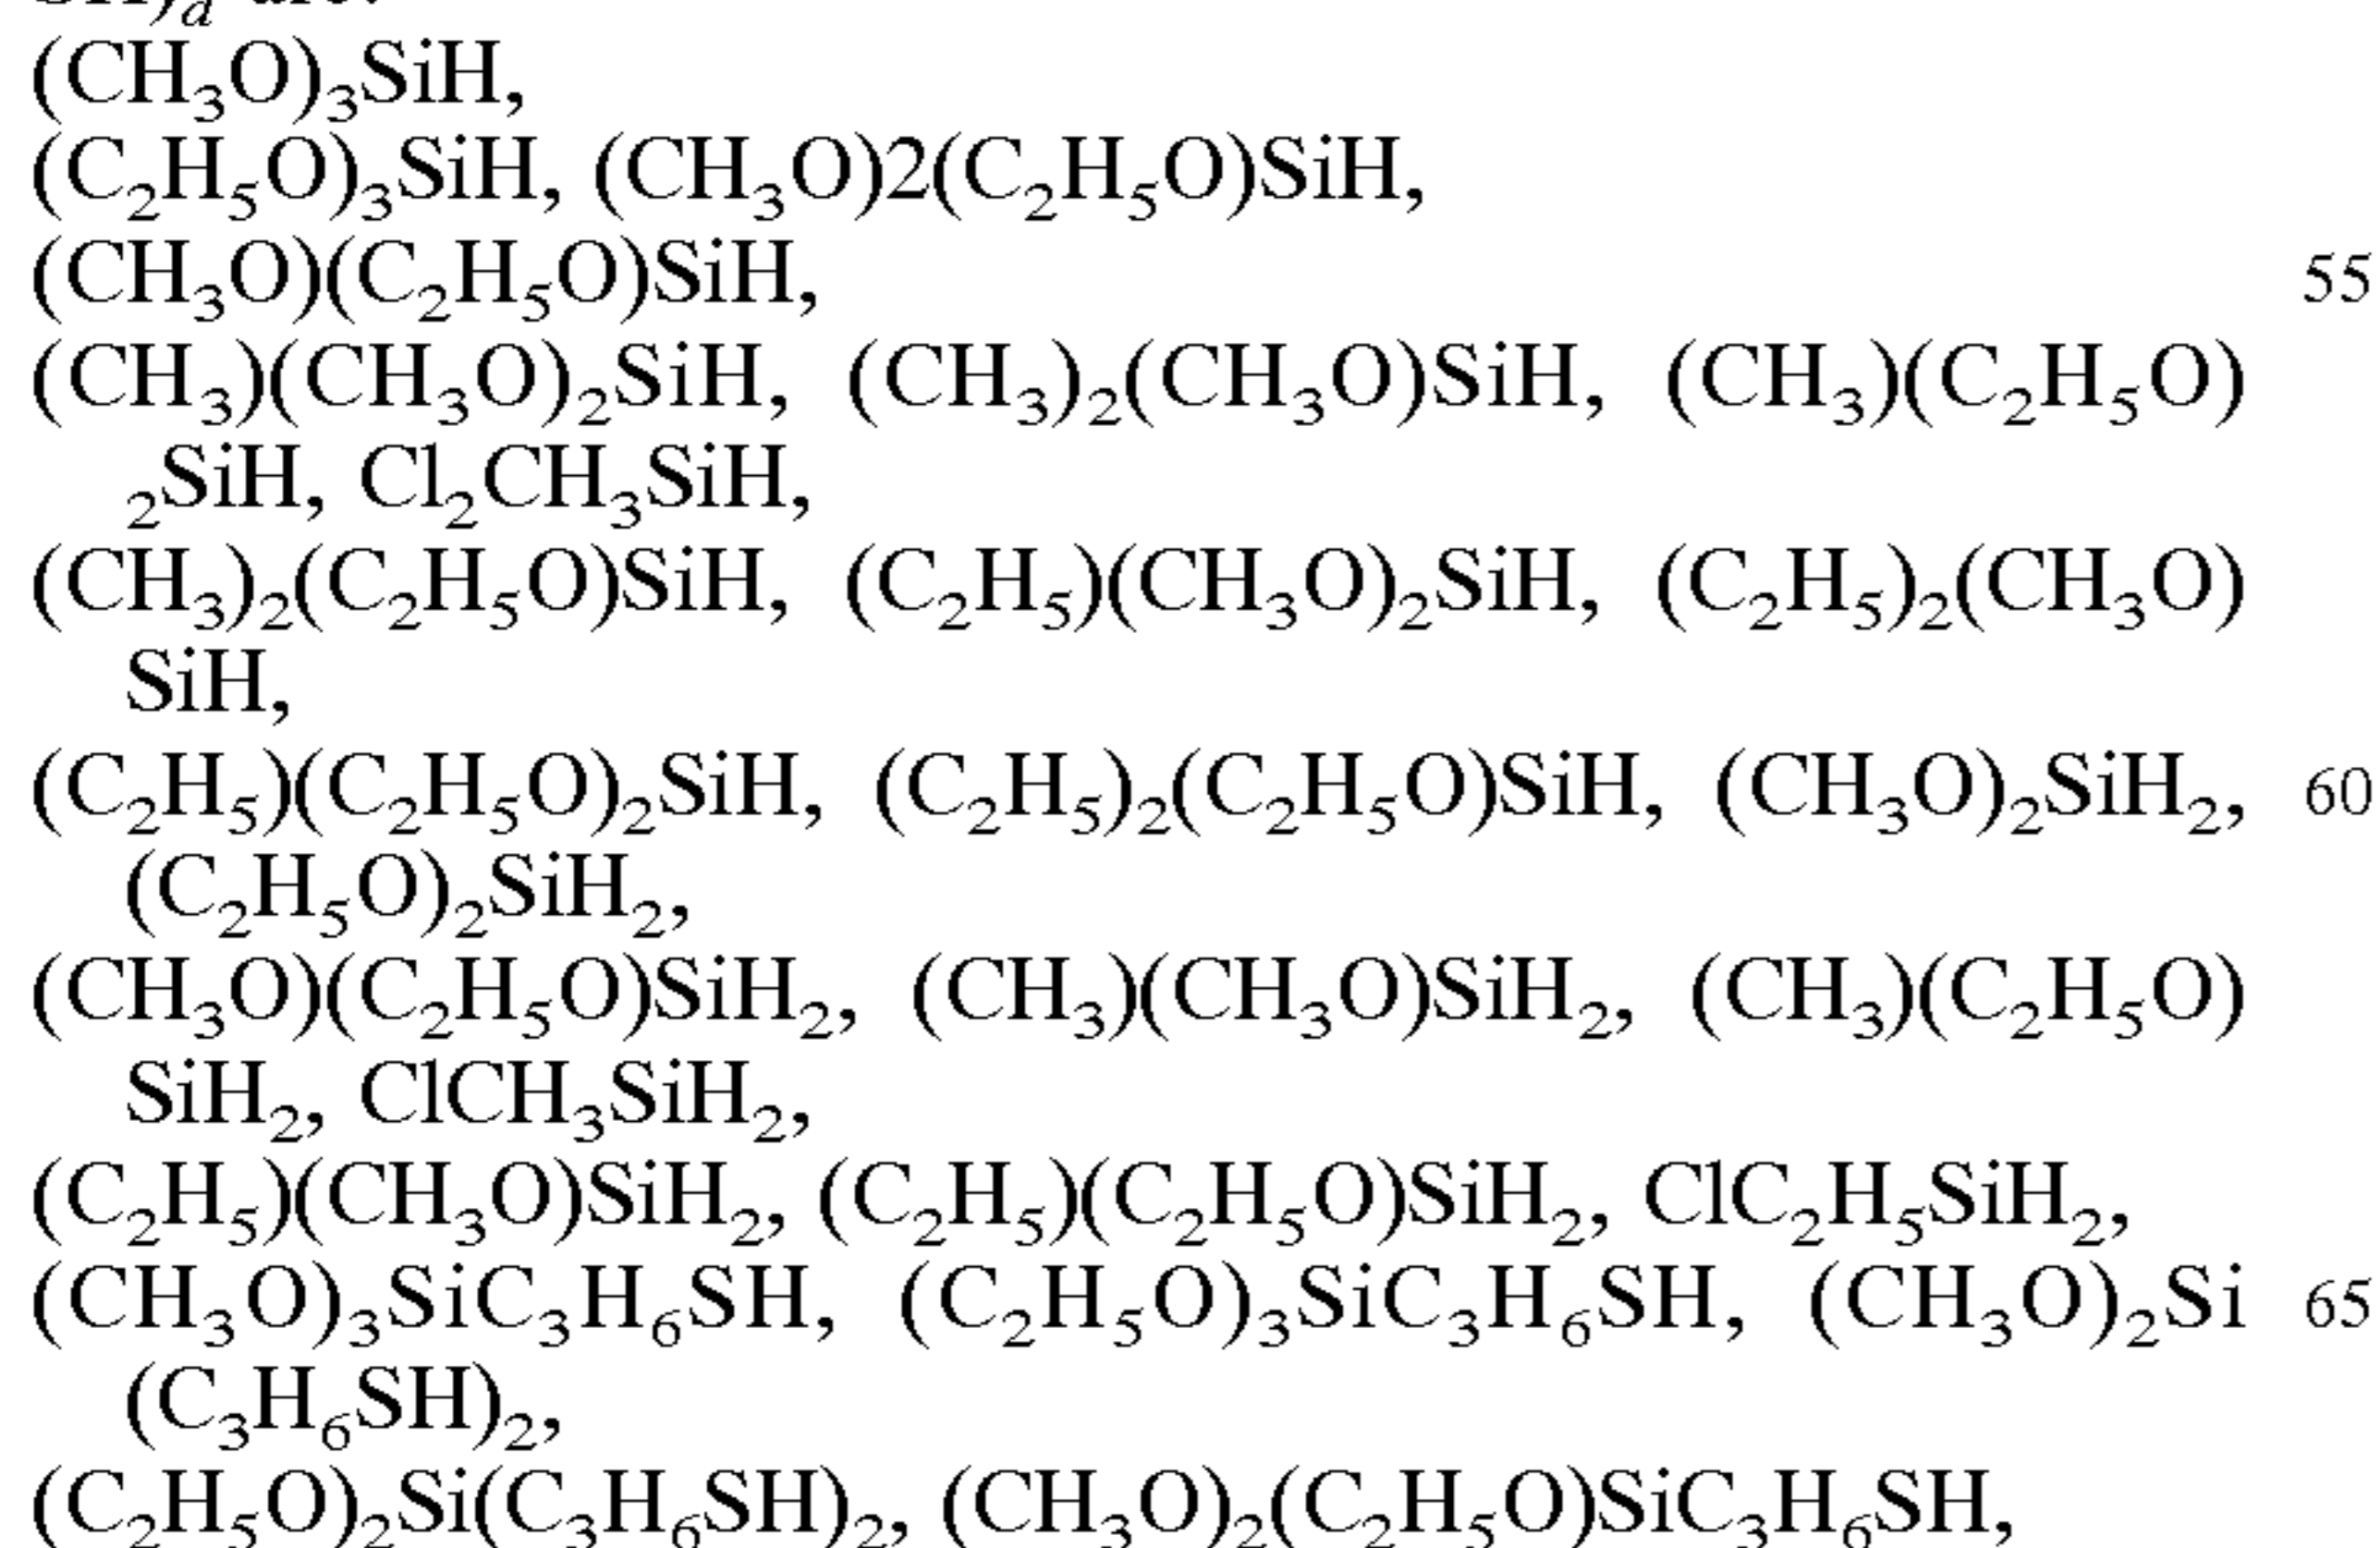 (CH₃O)₃SiH,
(C₂H₅O)₃SiH, (CH₃O)2(C₂H₅O)SiH,
(CH₃O)(C₂H₅O)SiH, 55
(CH₃)(CH₃O)₂SiH, (CH₃)₂(CH₃O)SiH, (CH₃)(C₂H₅O)
₂SiH, Cl₂CH₃SiH,
(CH₃)₂(C₂H₅O)SiH, (C₂H₅)(CH₃O)₂SiH, (C₂H₅)₂(CH₃O)
SiH,
(C₂H₅)(C₂H₅O)₂SiH, (C₂H₅)₂(C₂H₅O)SiH, (CH₃O)₂SiH₂, 60
(C₂H₅O)₂SiH₂,
(CH₃O)(C₂H₅O)SiH₂, (CH₃)(CH₃O)SiH₂, (CH₃)(C₂H₅O)
SiH₂, ClCH₃SiH₂,
(C₂H₅)(CH₃O)SiH₂, (C₂H₅)(C₂H₅O)SiH₂, ClC₂H₅SiH₂,
(CH₃O)₃SiC₃H₆SH, (C₂H₅O)₃SiC₃H₆SH, (CH₃O)₂Si 65
(C₃H₆SH)₂,
(C₂H₅O)₂Si(C₃H₆SH)₂, (CH₃O)₂(C₂H₅O)SiC₃H₆SH,